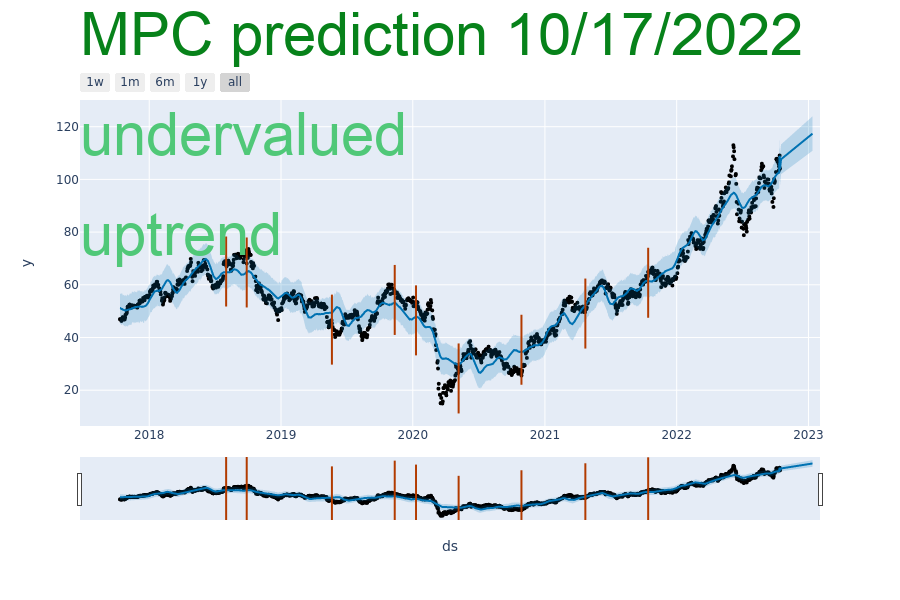 MPC prediction 10/17/2022
1w 1m 6m 1y all
undervalued
uptrend
120
100
80
60
40
20
y
2018 2019 2020 2021 2022 2023
ds